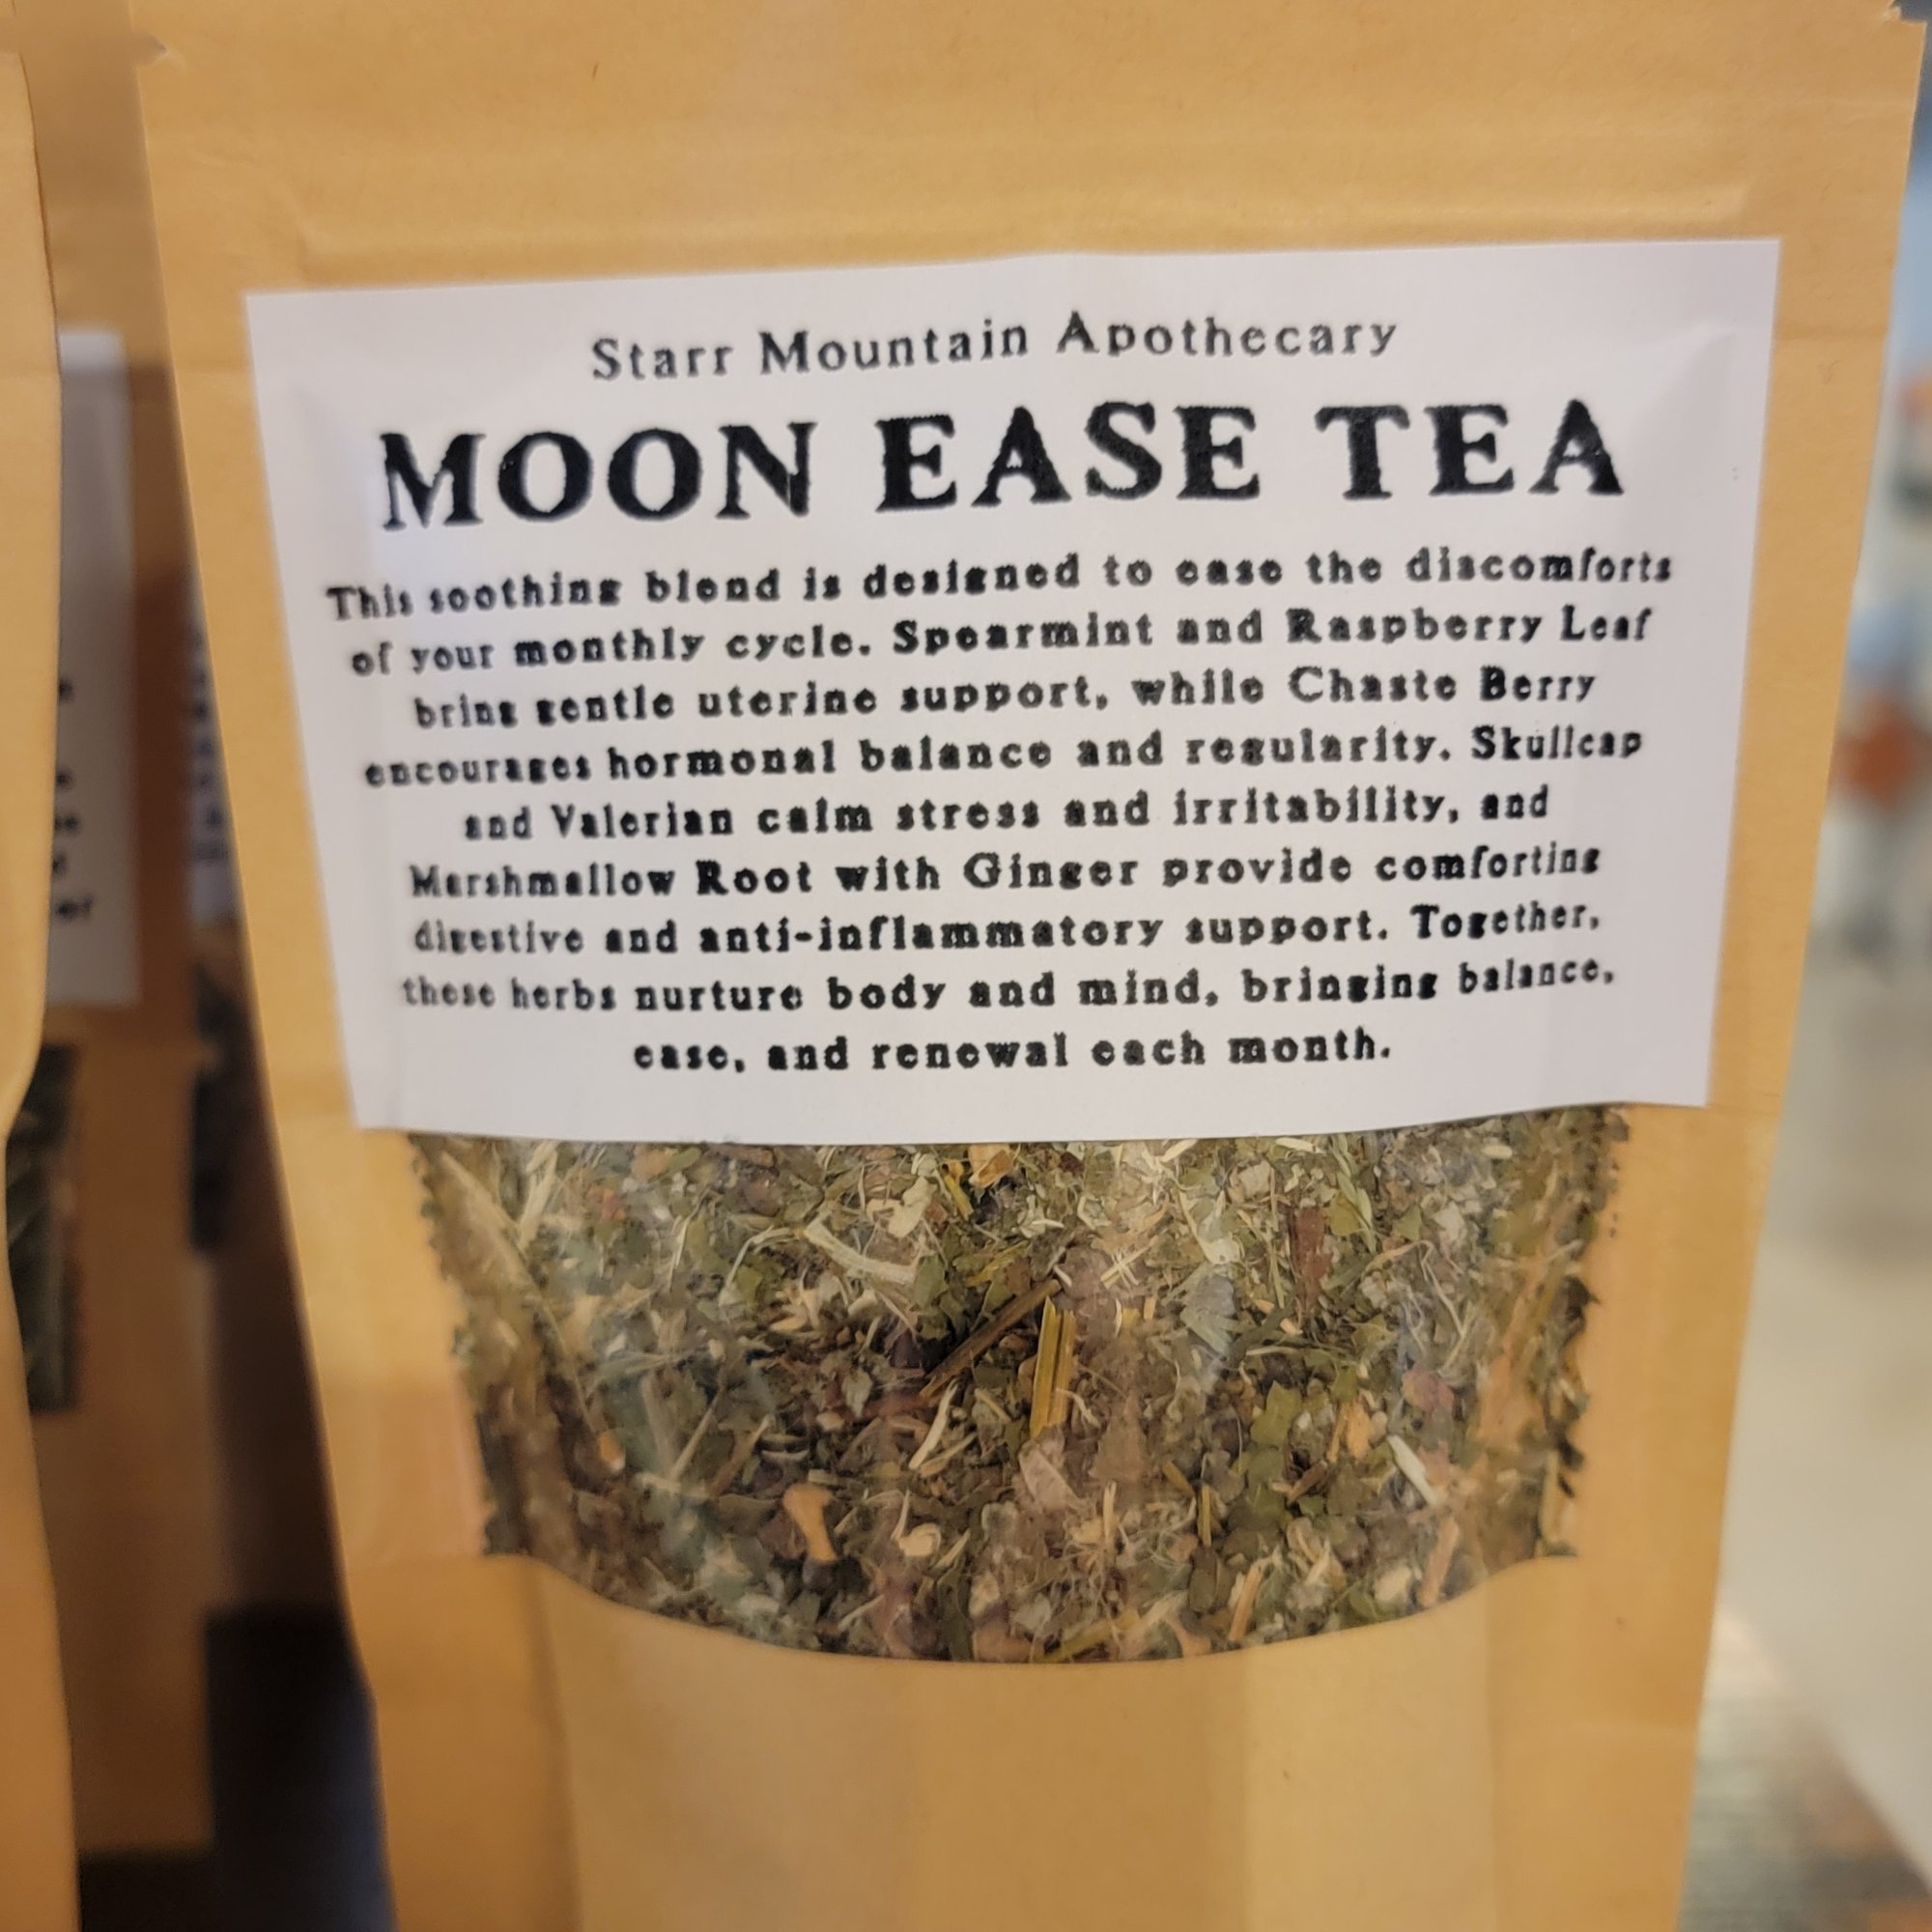 Starr Mountain Apothecary
MOON EASE TEA
This soothing blend is designed to ease the discomforts
of your monthly cycle. Spearmint and Raspberry Leaf
bring gentle uterine support, while Chaste Berry
encourages hormonal balance and regularity. Skullcap
and Valerian calm stress and irritability, and
Marshmallow Root with Ginger provide comforting
digestive and anti-inflammatory support. Together,
these herbs nurture body and mind, bringing balance,
ease, and renewal each month.